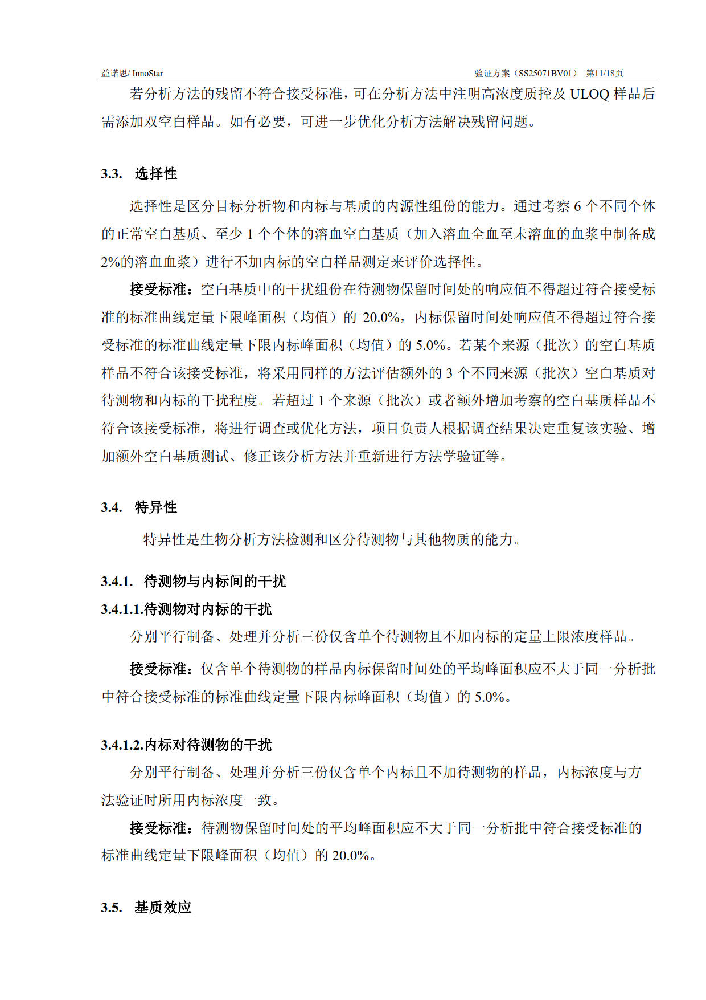 益诺思/ InnoStar 验证方案（SS25071BV01） 第11/18页
若分析方法的残留不符合接受标准，可在分析方法中注明高浓度质控及 ULOQ 样品后
需添加双空白样品。如有必要，可进一步优化分析方法解决残留问题。
3.3. 选择性
选择性是区分目标分析物和内标与基质的内源性组份的能力。通过考察 6 个不同个体
的正常空白基质、至少 1 个个体的溶血空白基质（加入溶血全血至未溶血的血浆中制备成
2%的溶血血浆）进行不加内标的空白样品测定来评价选择性。
接受标准：空白基质中的干扰组份在待测物保留时间处的响应值不得超过符合接受标
准的标准曲线定量下限峰面积（均值）的 20.0%，内标保留时间处响应值不得超过符合接
受标准的标准曲线定量下限内标峰面积（均值）的 5.0%。若某个来源（批次）的空白基质
样品不符合该接受标准，将采用同样的方法评估额外的 3 个不同来源（批次）空白基质对
待测物和内标的干扰程度。若超过 1 个来源（批次）或者额外增加考察的空白基质样品不
符合该接受标准，将进行调查或优化方法，项目负责人根据调查结果决定重复该实验、增
加额外空白基质测试、修正该分析方法并重新进行方法学验证等。
3.4. 特异性
特异性是生物分析方法检测和区分待测物与其他物质的能力。
3.4.1. 待测物与内标间的干扰
3.4.1.1.待测物对内标的干扰
分别平行制备、处理并分析三份仅含单个待测物且不加内标的定量上限浓度样品。
接受标准：仅含单个待测物的样品内标保留时间处的平均峰面积应不大于同一分析批
中符合接受标准的标准曲线定量下限内标峰面积（均值）的 5.0%。
3.4.1.2.内标对待测物的干扰
分别平行制备、处理并分析三份仅含单个内标且不加待测物的样品，内标浓度与方
法验证时所用内标浓度一致。
接受标准：待测物保留时间处的平均峰面积应不大于同一分析批中符合接受标准的
标准曲线定量下限峰面积（均值）的 20.0%。
3.5. 基质效应